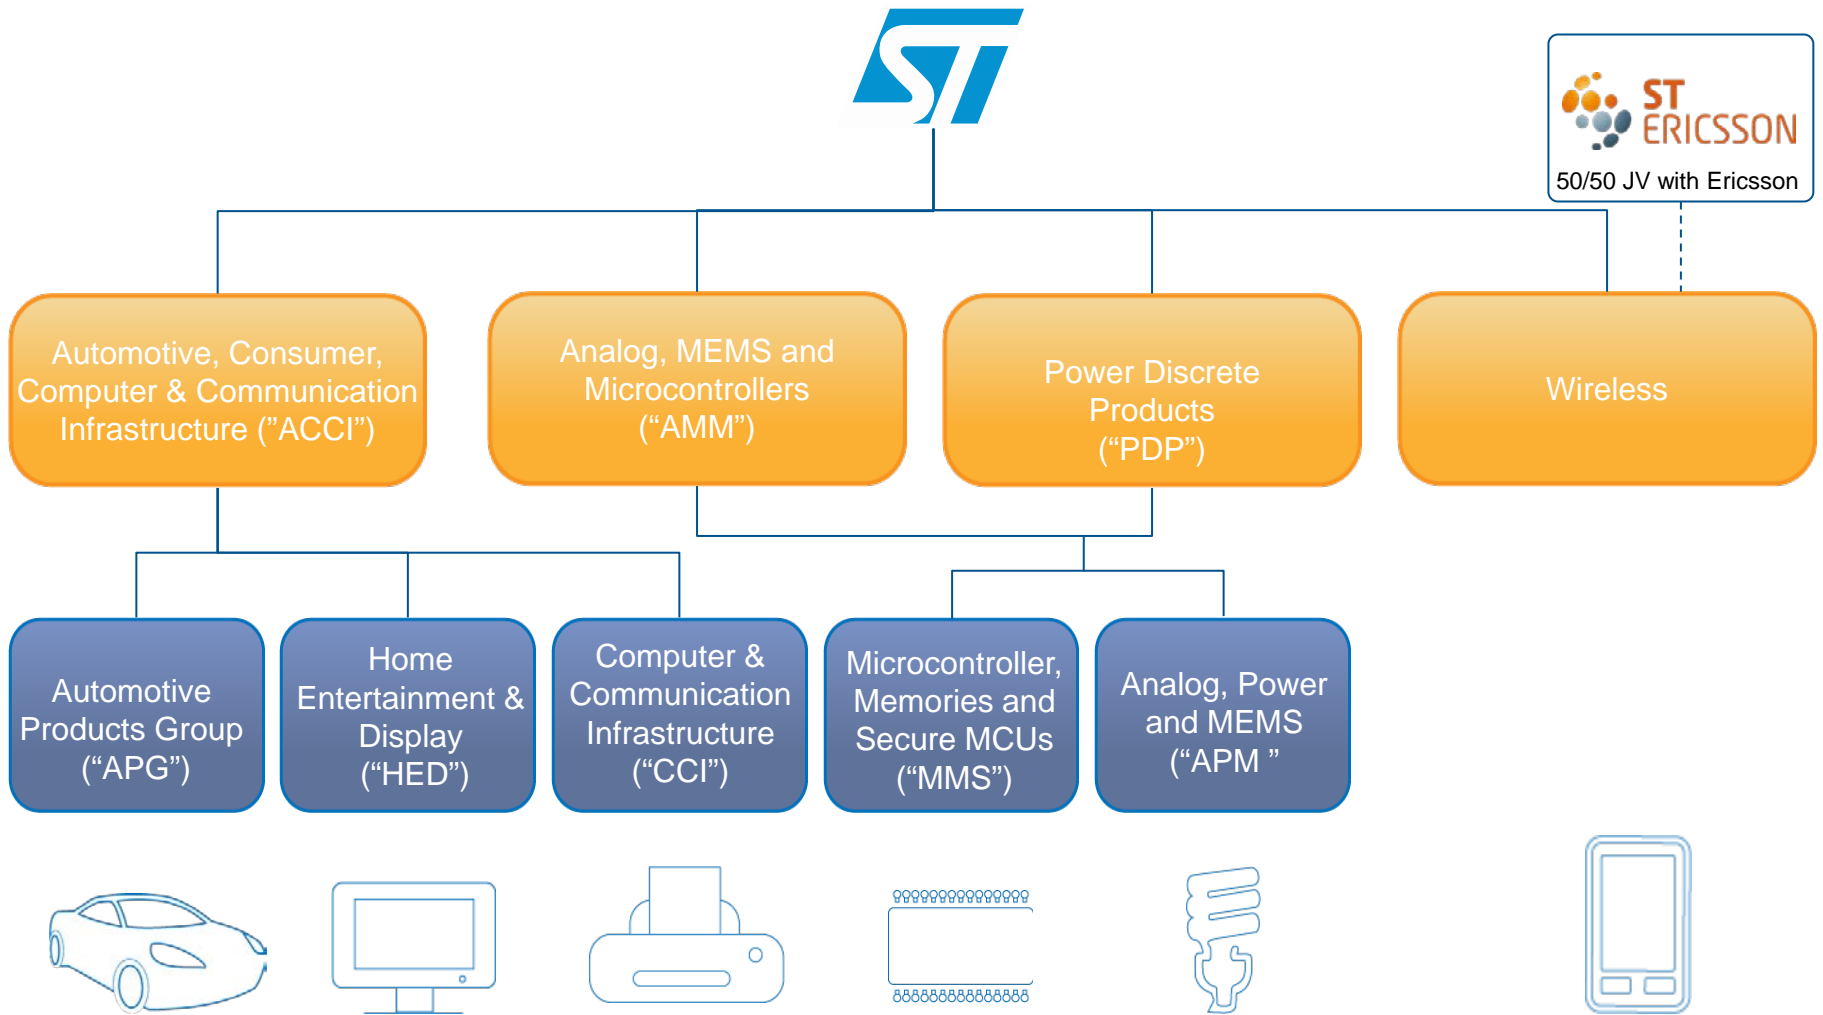 ST
ST
ERICSSON
50/50 JV with Ericsson
Automotive, Consumer,
Computer & Communication
Infrastructure (”ACCI”)
Analog, MEMS and
Microcontrollers
(“AMM”)
Power Discrete
Products
(“PDP”)
Wireless
Automotive
Products Group
(“APG”)
Home
Entertainment &
Display
(“HED”)
Computer &
Communication
Infrastructure
(“CCI”)
Microcontroller,
Memories and
Secure MCUs
(“MMS”)
Analog, Power
and MEMS
(“APM ”